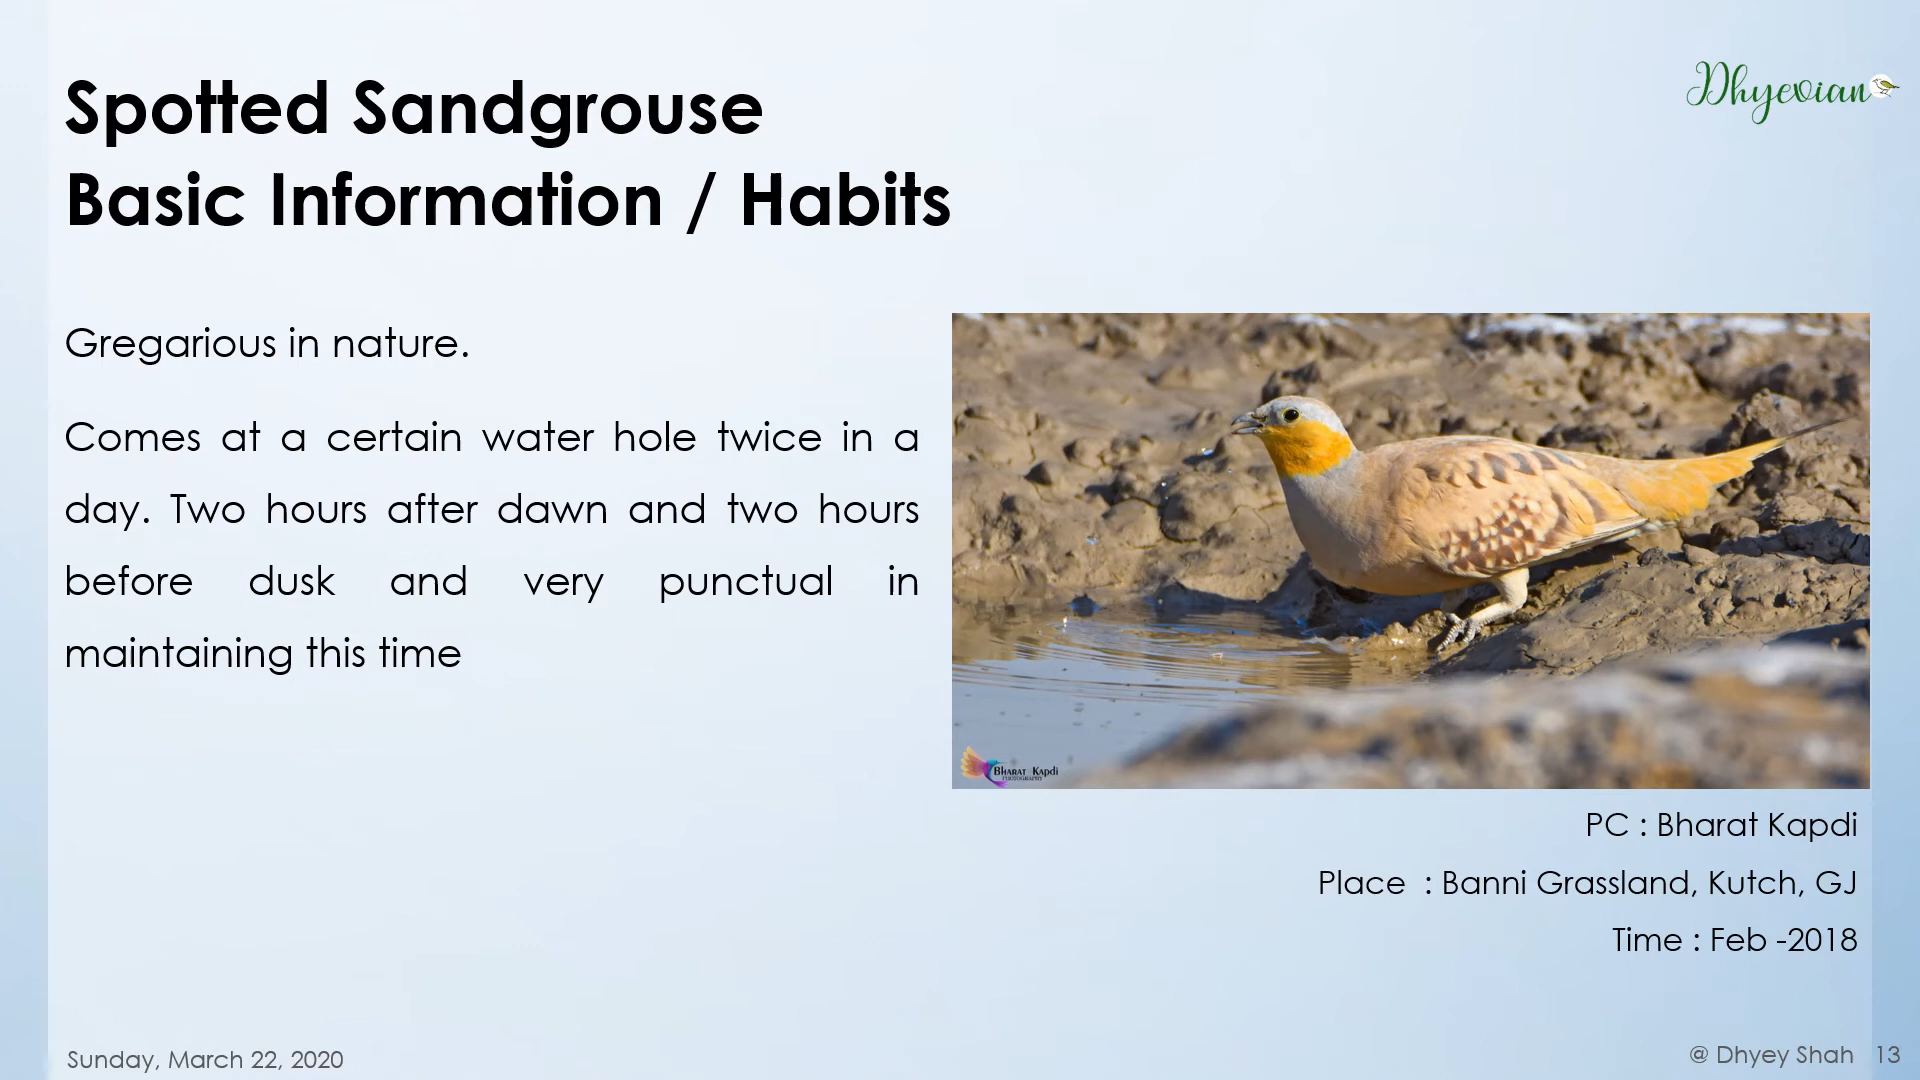 Spotted Sandgrouse
Basic Information / Habits
Dhyevian
Gregarious in nature.
Comes at a certain water hole twice in a
day. Two hours after dawn and two hours
before dusk and very punctual in
maintaining this time
Bharat Kapdi
PHOTOGRAPHY
PC : Bharat Kapdi
Place : Banni Grassland, Kutch, GJ
Time : Feb -2018
Sunday, March 22, 2020
@ Dhyey Shah 13